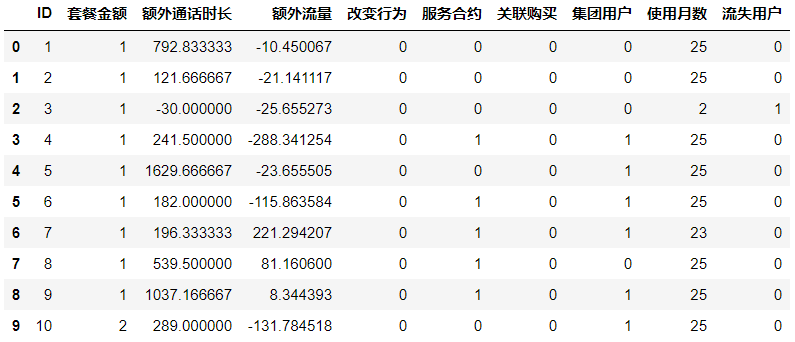 ID 套餐金额 额外通话时长 额外流量 改变行为 服务合约 关联购买 集团用户 使用月数 流失用户
0 1 1 792.833333 -10.450067 0 0 0 0 25 0
1 2 1 121.666667 -21.141117 0 0 0 0 25 0
2 3 1 -30.000000 -25.655273 0 0 0 0 2 1
3 4 1 241.500000 -288.341254 0 1 0 1 25 0
4 5 1 1629.666667 -23.655505 0 0 0 1 25 0
5 6 1 182.000000 -115.863584 0 1 0 1 25 0
6 7 1 196.333333 221.294207 0 1 0 1 23 0
7 8 1 539.500000 81.160600 0 1 0 0 25 0
8 9 1 1037.166667 8.344393 0 1 0 1 25 0
9 10 2 289.000000 -131.784518 0 0 0 1 25 0